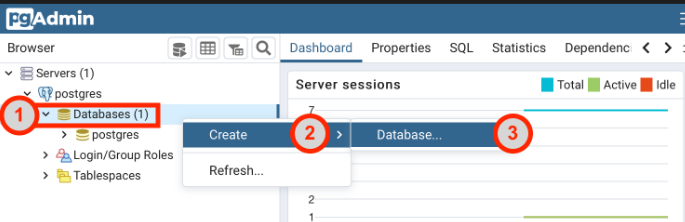 pgAdmin
Browser
Dashboard Properties SQL Statistics Dependenci
Servers (1)
postgres
1 Databases (1)
postgres
Login/Group Roles
Tablespaces
Create 2 Database... 3
Refresh...
Server sessions
Total Active Idle
7
2
1